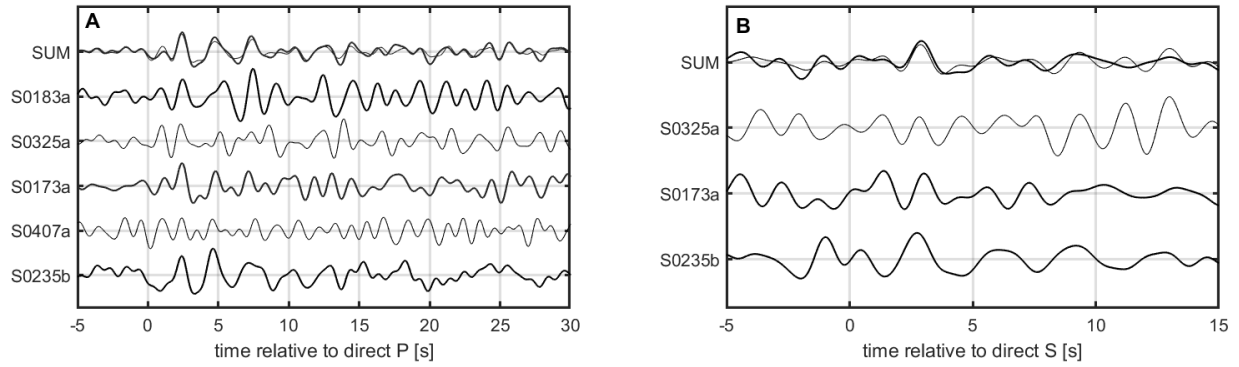 A
SUM
S0183a
S0325a
S0173a
S0407a
S0235b
-5 0 5 10 15 20 25 30
time relative to direct P [s]
B
SUM
S0325a
S0173a
S0235b
-5 0 5 10 15
time relative to direct S [s]